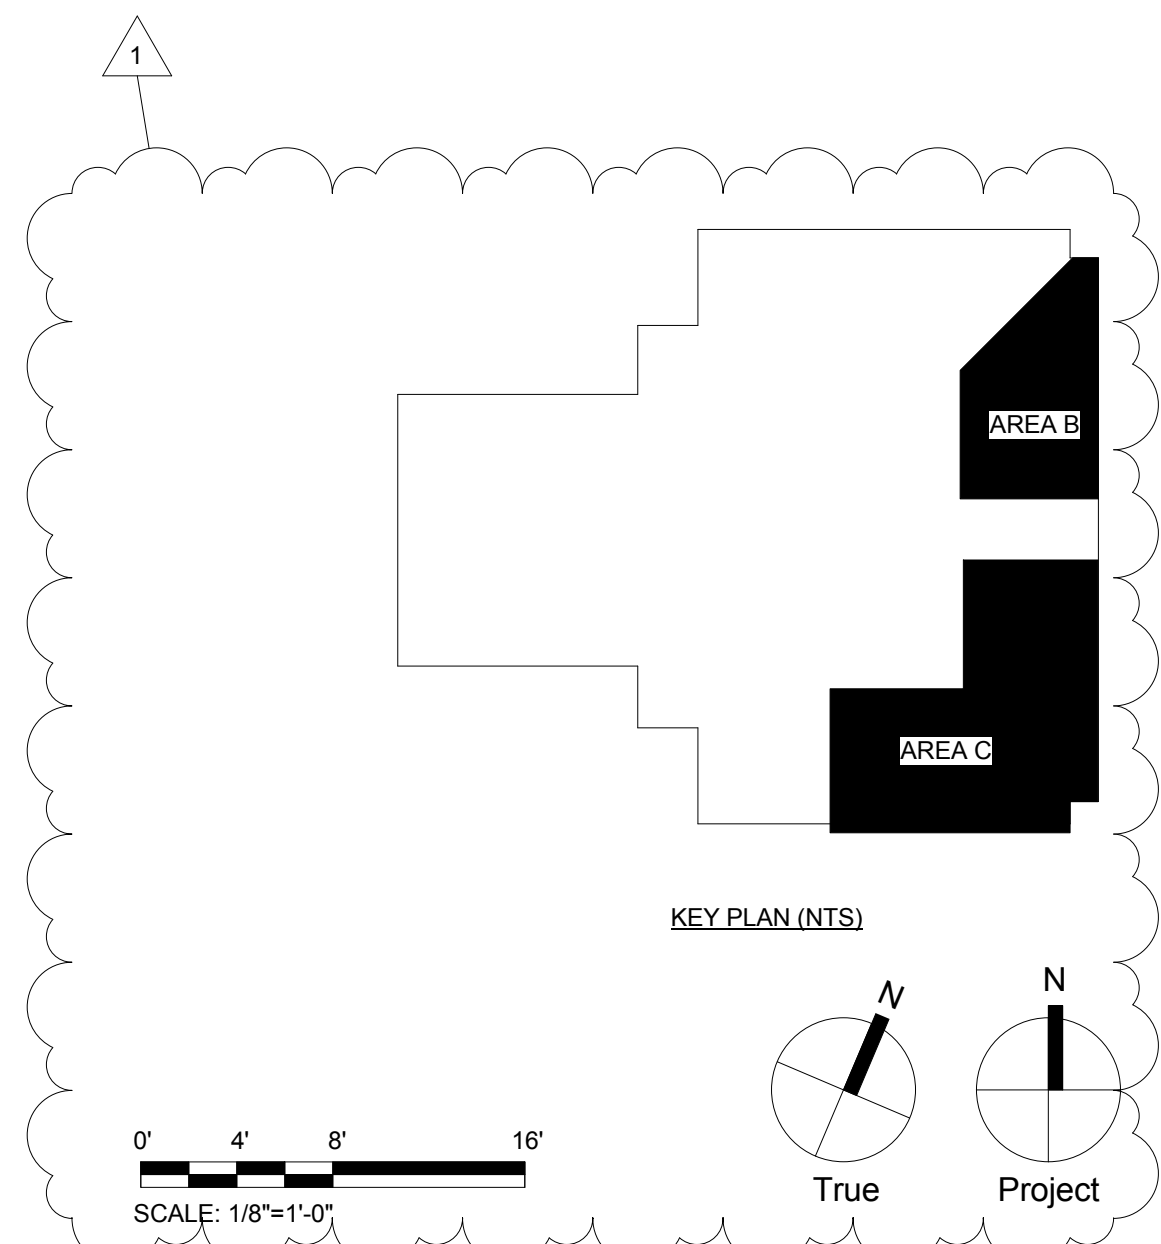 1
AREA B
AREA C
KEY PLAN (NTS)
N
N
0' 4' 8' 16'
True
Project
SCALE: 1/8"=1'-0"